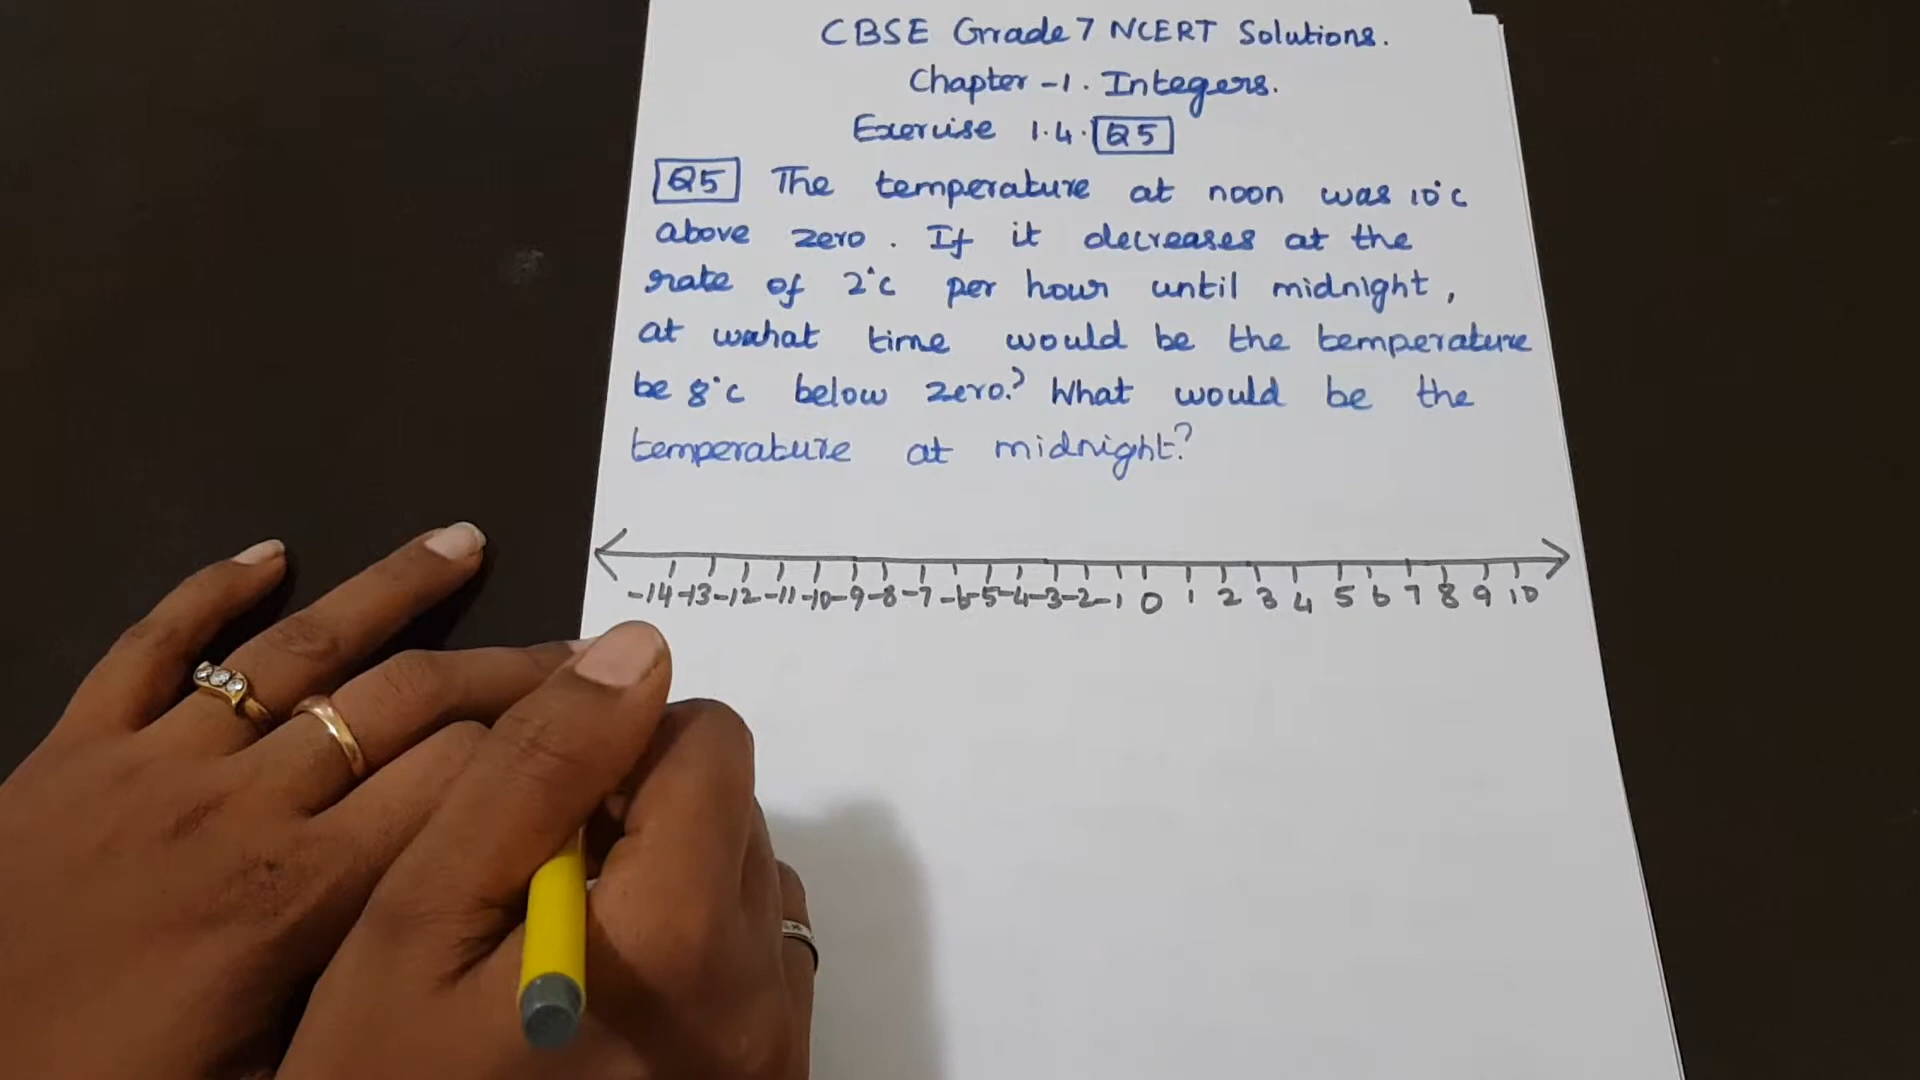 CBSE Grade 7 NCERT Solutions.
Chapter - 1. Integers.
Exercise 1.4. Q5
Q5 The temperature at noon was 10°C
above zero. If it decreases at the
rate of 2°C per hour until midnight,
at wahat time would be the temperature
be 8°C below zero? What would be the
temperature at midnight?
-14 -13 -12 -11 -10 -9 -8 -7 -6 -5 -4 -3 -2 -1 0 1 2 3 4 5 6 7 8 9 10